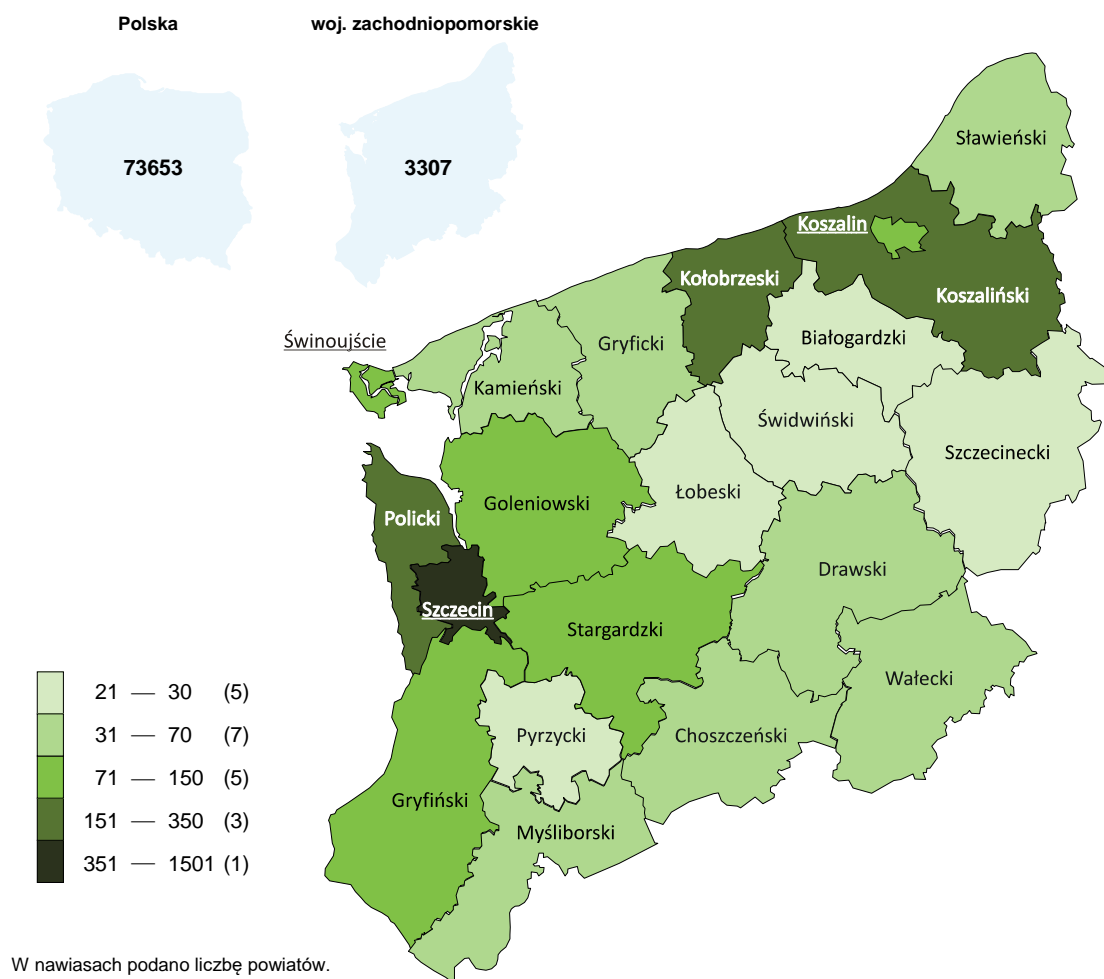 Polska
woj. zachodniopomorskie
73653
3307
Sławieński
Koszalin
Kołobrzeski
Koszaliński
Białogardzki
Świnoujście
Gryficki
Kamieński
Świdwiński
Szczecinecki
Łobeski
Goleniowski
Policki
Drawski
Szczecin
Stargardzki
Wałecki
Pyrzycki
Choszczeński
Gryfiński
Myśliborski
21 — 30 (5)
31 — 70 (7)
71 — 150 (5)
151 — 350 (3)
351 — 1501 (1)
W nawiasach podano liczbę powiatów.